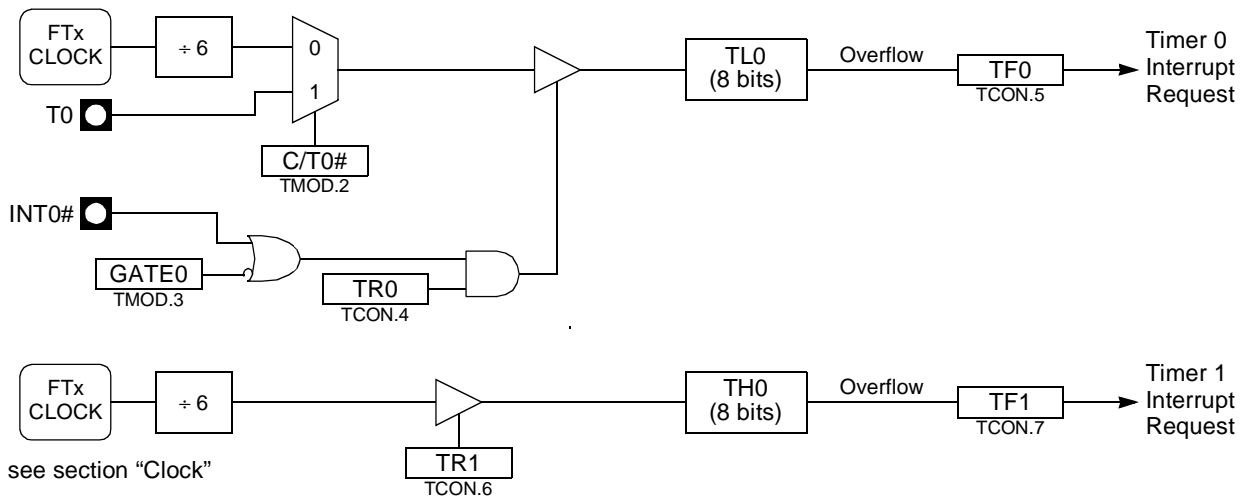 FTx
CLOCK
÷ 6
0
1
T0
C/T0#
TMOD.2
TL0
(8 bits)
Overflow
TF0
TCON.5
Timer 0
Interrupt
Request
INT0#
GATE0
TMOD.3
TR0
TCON.4
FTx
CLOCK
÷ 6
TR1
TCON.6
TH0
(8 bits)
Overflow
TF1
TCON.7
Timer 1
Interrupt
Request
see section “Clock”